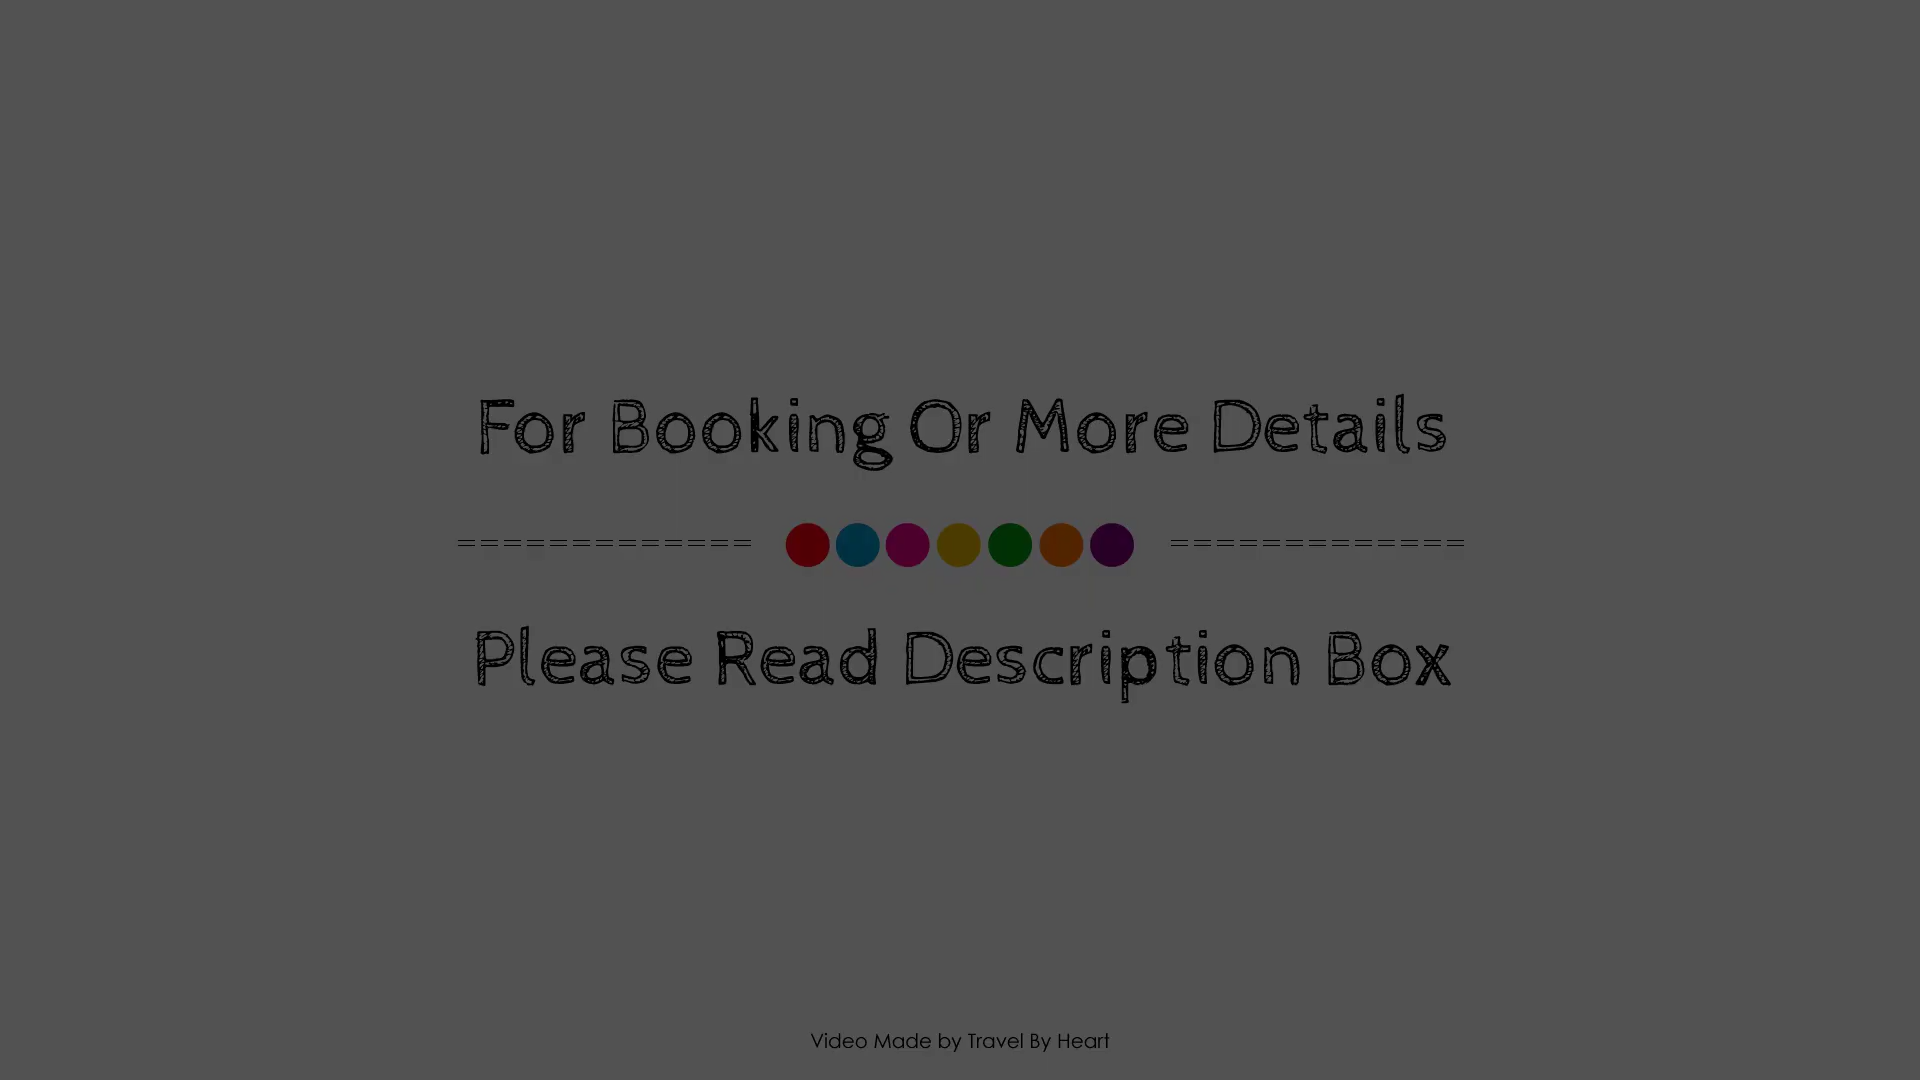 For Booking Or More Details
============= =============
Please Read Description Box
Video Made by Travel By Heart